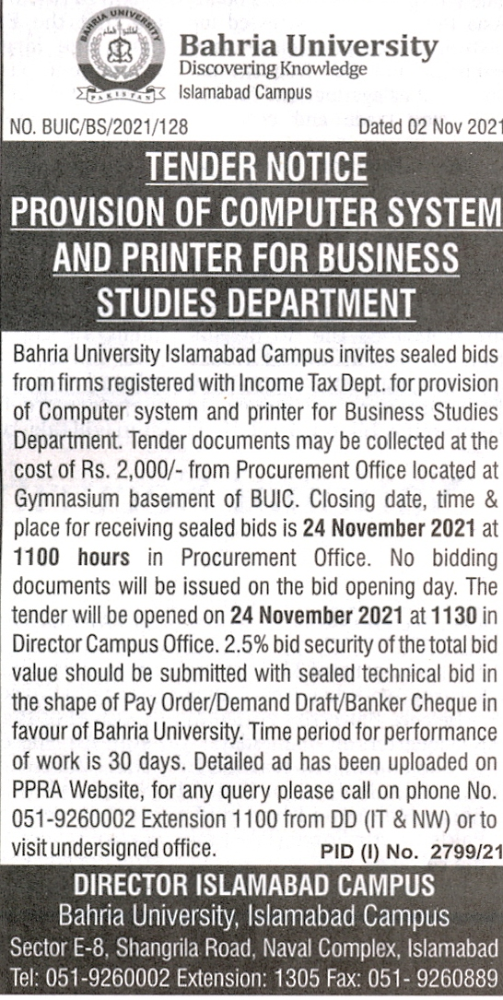 BAHRIA UNIVERSITY
PAKISTAN
Bahria University
Discovering Knowledge
Islamabad Campus
NO. BUIC/BS/2021/128 Dated 02 Nov 2021
TENDER NOTICE
PROVISION OF COMPUTER SYSTEM
AND PRINTER FOR BUSINESS
STUDIES DEPARTMENT
Bahria University Islamabad Campus invites sealed bids
from firms registered with Income Tax Dept. for provision
of Computer system and printer for Business Studies
Department. Tender documents may be collected at the
cost of Rs. 2,000/- from Procurement Office located at
Gymnasium basement of BUIC. Closing date, time &
place for receiving sealed bids is 24 November 2021 at
1100 hours in Procurement Office. No bidding
documents will be issued on the bid opening day. The
tender will be opened on 24 November 2021 at 1130 in
Director Campus Office. 2.5% bid security of the total bid
value should be submitted with sealed technical bid in
the shape of Pay Order/Demand Draft/Banker Cheque in
favour of Bahria University. Time period for performance
of work is 30 days. Detailed ad has been uploaded on
PPRA Website, for any query please call on phone No.
051-9260002 Extension 1100 from DD (IT & NW) or to
visit undersigned office. PID (I) No. 2799/21
DIRECTOR ISLAMABAD CAMPUS
Bahria University, Islamabad Campus
Sector E-8, Shangrila Road, Naval Complex, Islamabad
Tel: 051-9260002 Extension: 1305 Fax: 051- 9260889